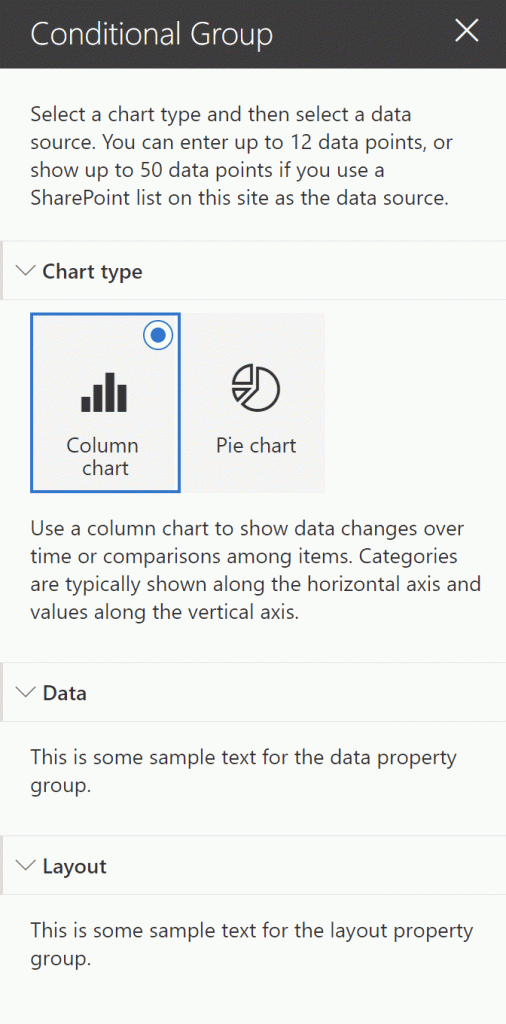 Conditional Group
Select a chart type and then select a data
source. You can enter up to 12 data points, or
show up to 50 data points if you use a
SharePoint list on this site as the data source.
Chart type
Column
chart
Pie chart
Use a column chart to show data changes over
time or comparisons among items. Categories
are typically shown along the horizontal axis and
values along the vertical axis.
Data
This is some sample text for the data property
group.
Layout
This is some sample text for the layout property
group.